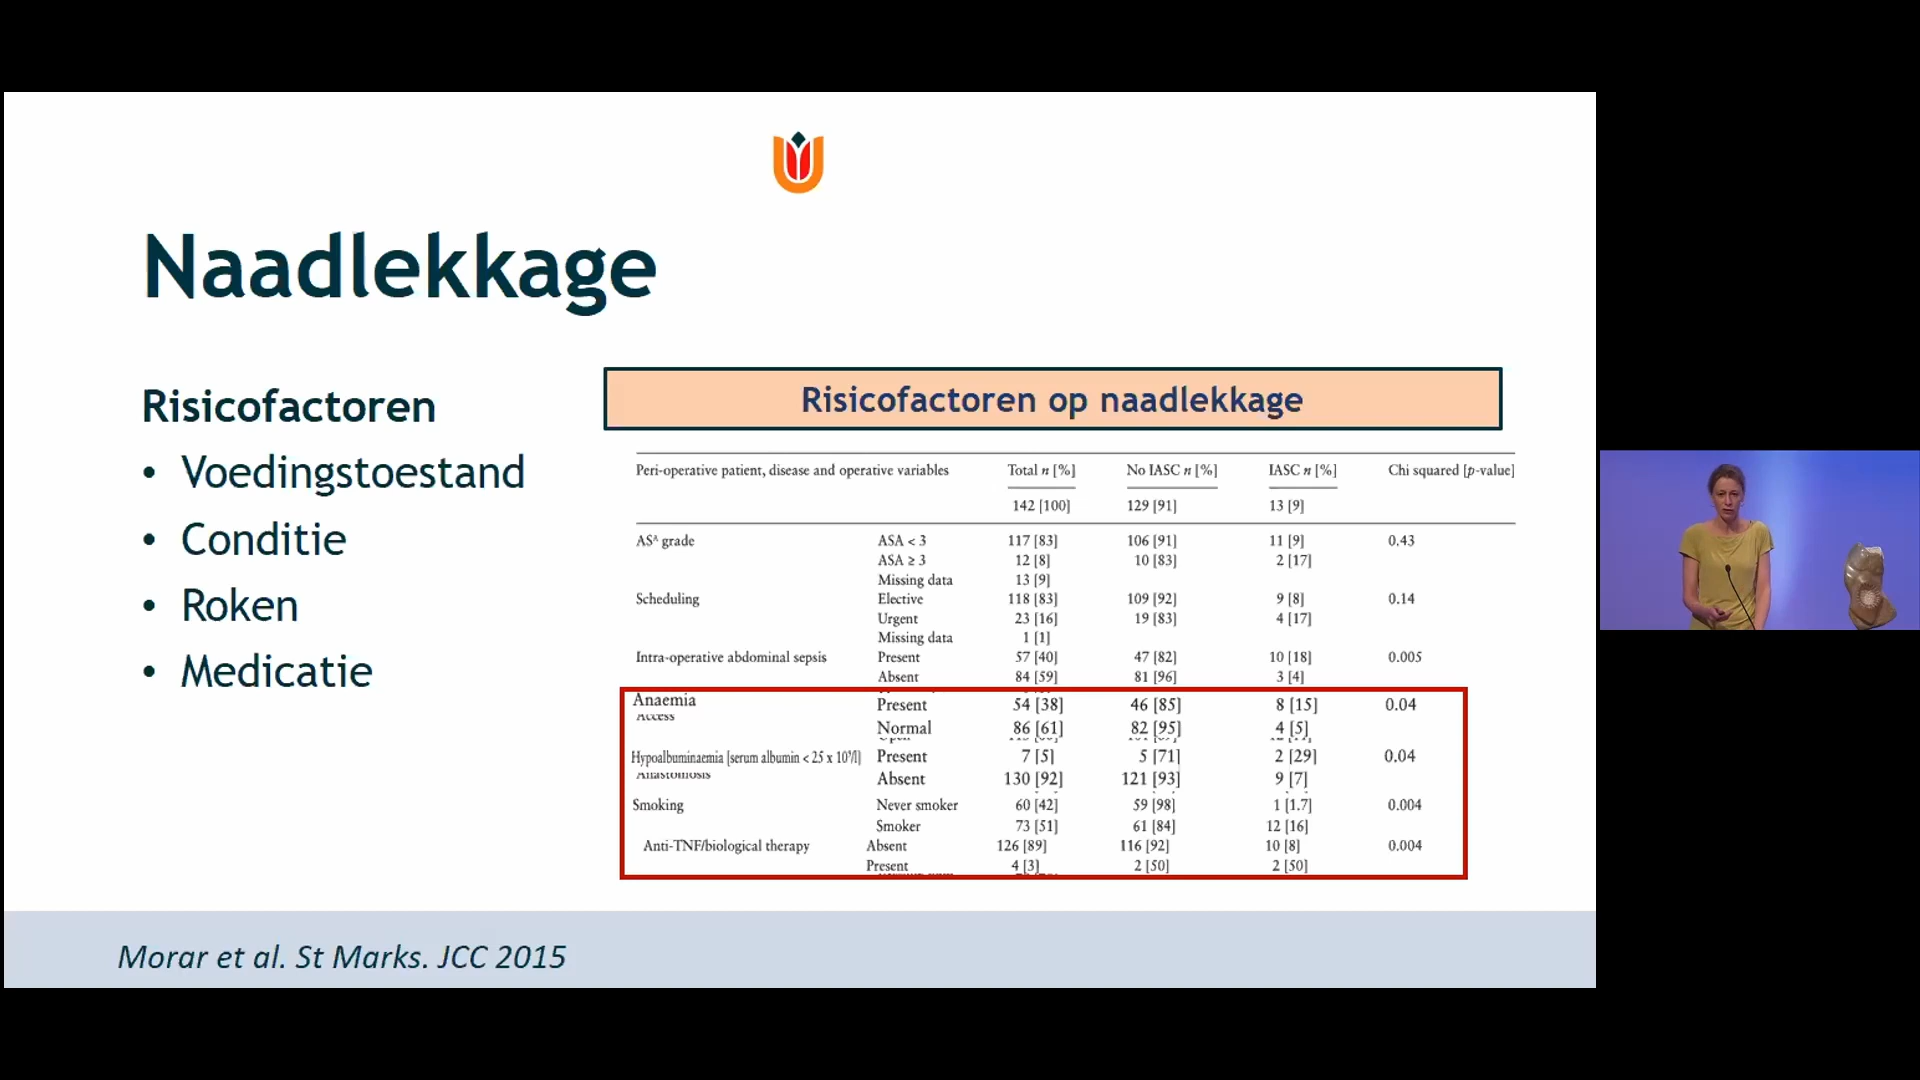 Naadlekkage
Risicofactoren
• Voedingstoestand
• Conditie
• Roken
• Medicatie
Risicofactoren op naadlekkage
Peri-operative patient, disease and operative variables Total n [%] No IASC n [%] IASC n [%] Chi squared [p-value]
142 [100] 129 [91] 13 [9]
ASA grade ASA < 3 117 [83] 106 [91] 11 [9] 0.43
ASA ≥ 3 12 [8] 10 [83] 2 [17]
Missing data 13 [9]
Scheduling Elective 118 [83] 109 [92] 9 [8] 0.14
Urgent 23 [16] 19 [83] 4 [17]
Missing data 1 [1]
Intra-operative abdominal sepsis Present 57 [40] 47 [82] 10 [18] 0.005
Absent 84 [59] 81 [96] 3 [4]
Anaemia Present 54 [38] 46 [85] 8 [15] 0.04
Access
Normal 86 [61] 82 [95] 4 [5]
Hypoalbuminaemia [serum albumin < 25 x 10⁹/l] Present 7 [5] 5 [71] 2 [29] 0.04
Anastomosis
Absent 130 [92] 121 [93] 9 [7]
Smoking Never smoker 60 [42] 59 [98] 1 [1.7] 0.004
Smoker 73 [51] 61 [84] 12 [16]
Anti-TNF/biological therapy Absent 126 [89] 116 [92] 10 [8] 0.004
Present 4 [3] 2 [50] 2 [50]
Morar et al. St Marks. JCC 2015